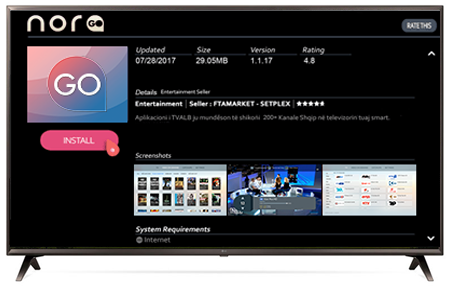 nor GO
RATE THIS
Updated Size Version Rating
07/28/2017 29.05MB 1.1.17 4.8
GO
Details Entertainment Seller
Entertainment | Seller : FTAMARKET - SETPLEX |
INSTALL
Aplikacioni i TVALB ju mundëson të shikoni 200+ Kanale Shqip në televizorin tuaj smart.
Screenshots
System Requirements
Internet